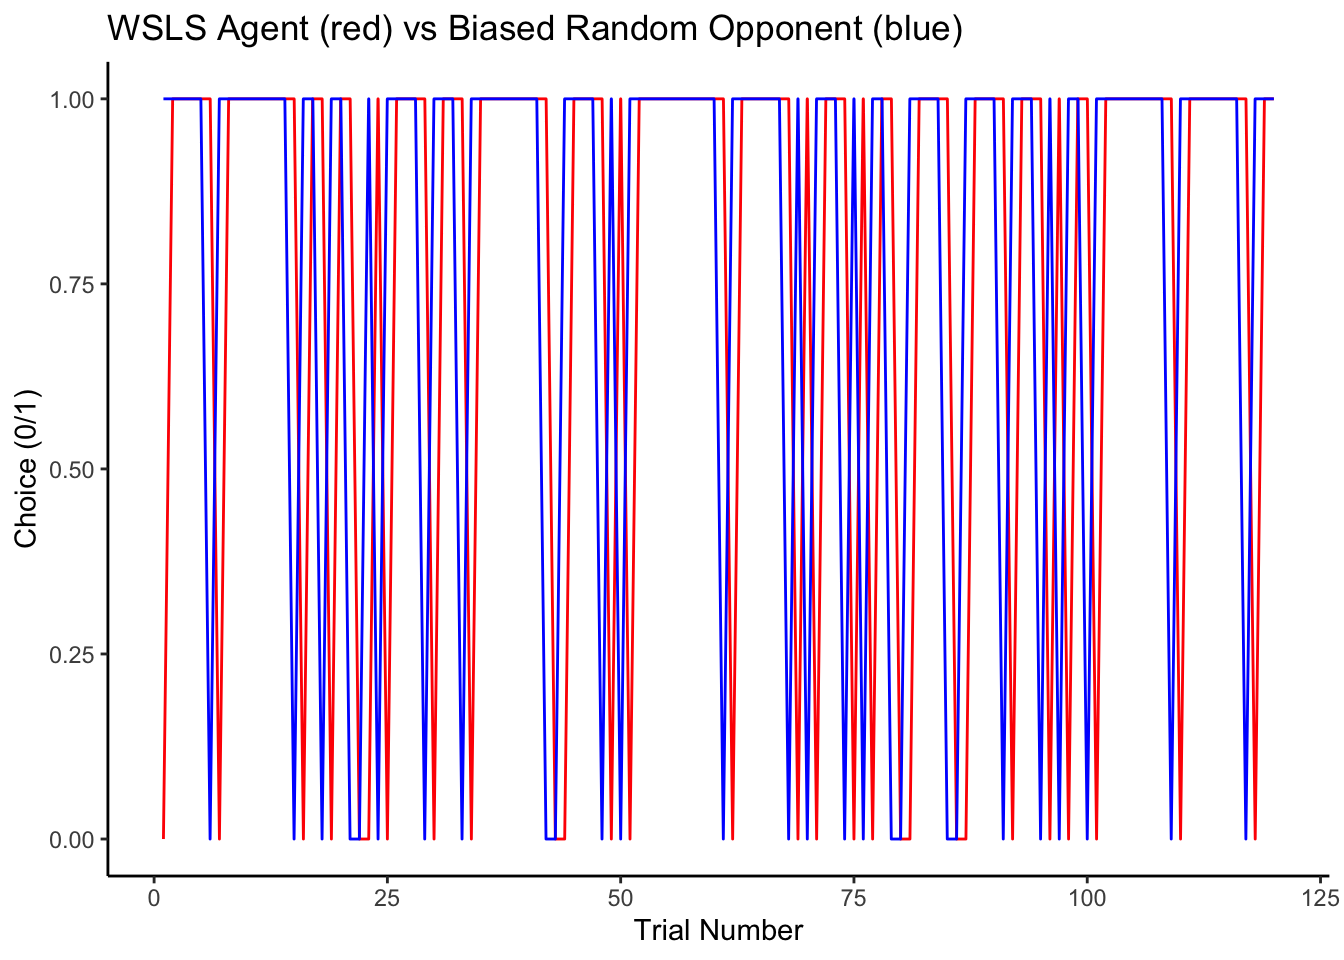 WSLS Agent (red) vs Biased Random Opponent (blue)
1.00
0.75
0.50
0.25
0.00
Choice (0/1)
0 25 50 75 100 125
Trial Number